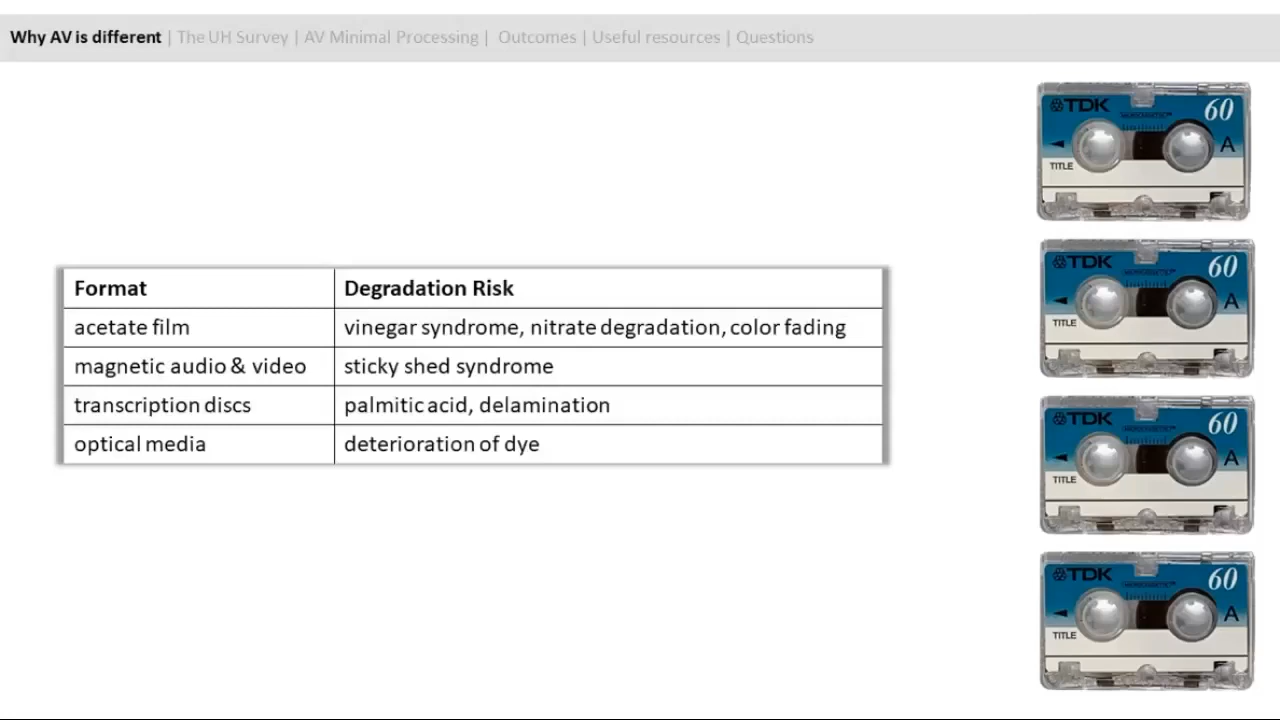 Why AV is different | The UH Survey | AV Minimal Processing | Outcomes | Useful resources | Questions
Format Degradation Risk
acetate film vinegar syndrome, nitrate degradation, color fading
magnetic audio & video sticky shed syndrome
transcription discs palmitic acid, delamination
optical media deterioration of dye
TDK 60
A
TITLE
TDK 60
A
TITLE
TDK 60
A
TITLE
TDK 60
A
TITLE